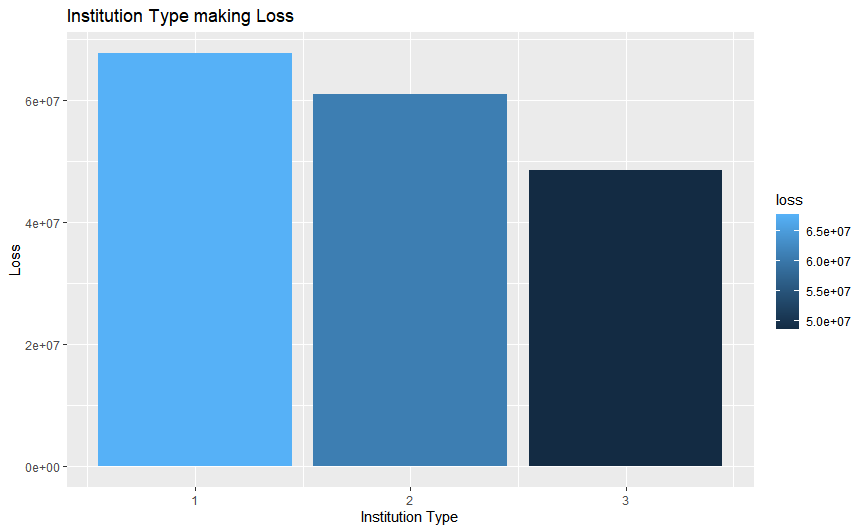 Institution Type making Loss
Loss
6e+07
4e+07
2e+07
0e+00
1 2 3
Institution Type
loss
6.5e+07
6.0e+07
5.5e+07
5.0e+07